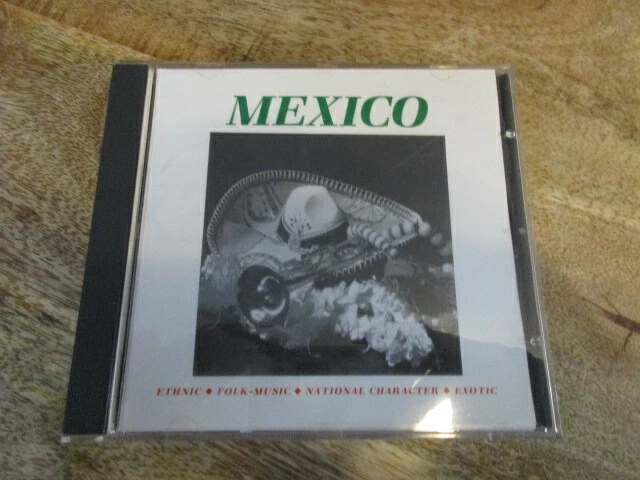 MEXICO
ETHNIC ◆ FOLK-MUSIC ◆ NATIONAL CHARACTER ◆ EXOTIC